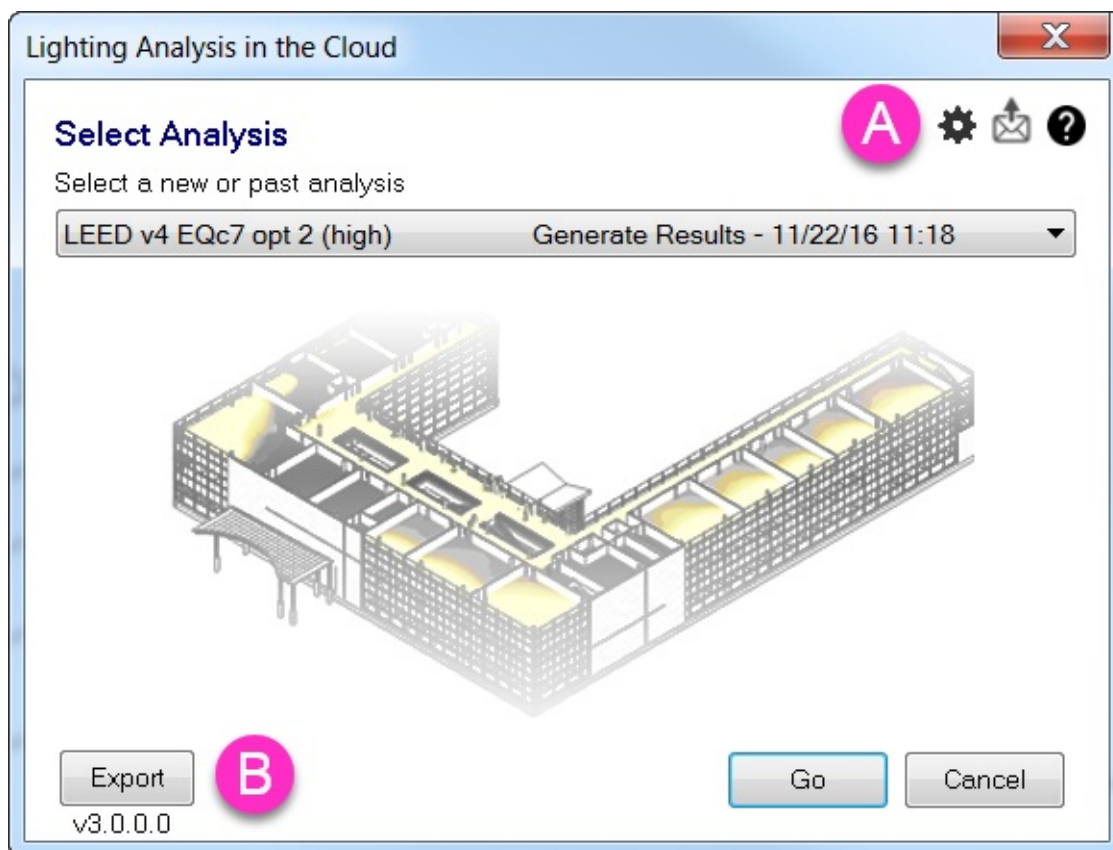 Lighting Analysis in the Cloud
X
Select Analysis
A
?
Select a new or past analysis
LEED v4 EQc7 opt 2 (high) Generate Results - 11/22/16 11:18
Export
B
Go
Cancel
v3.0.0.0